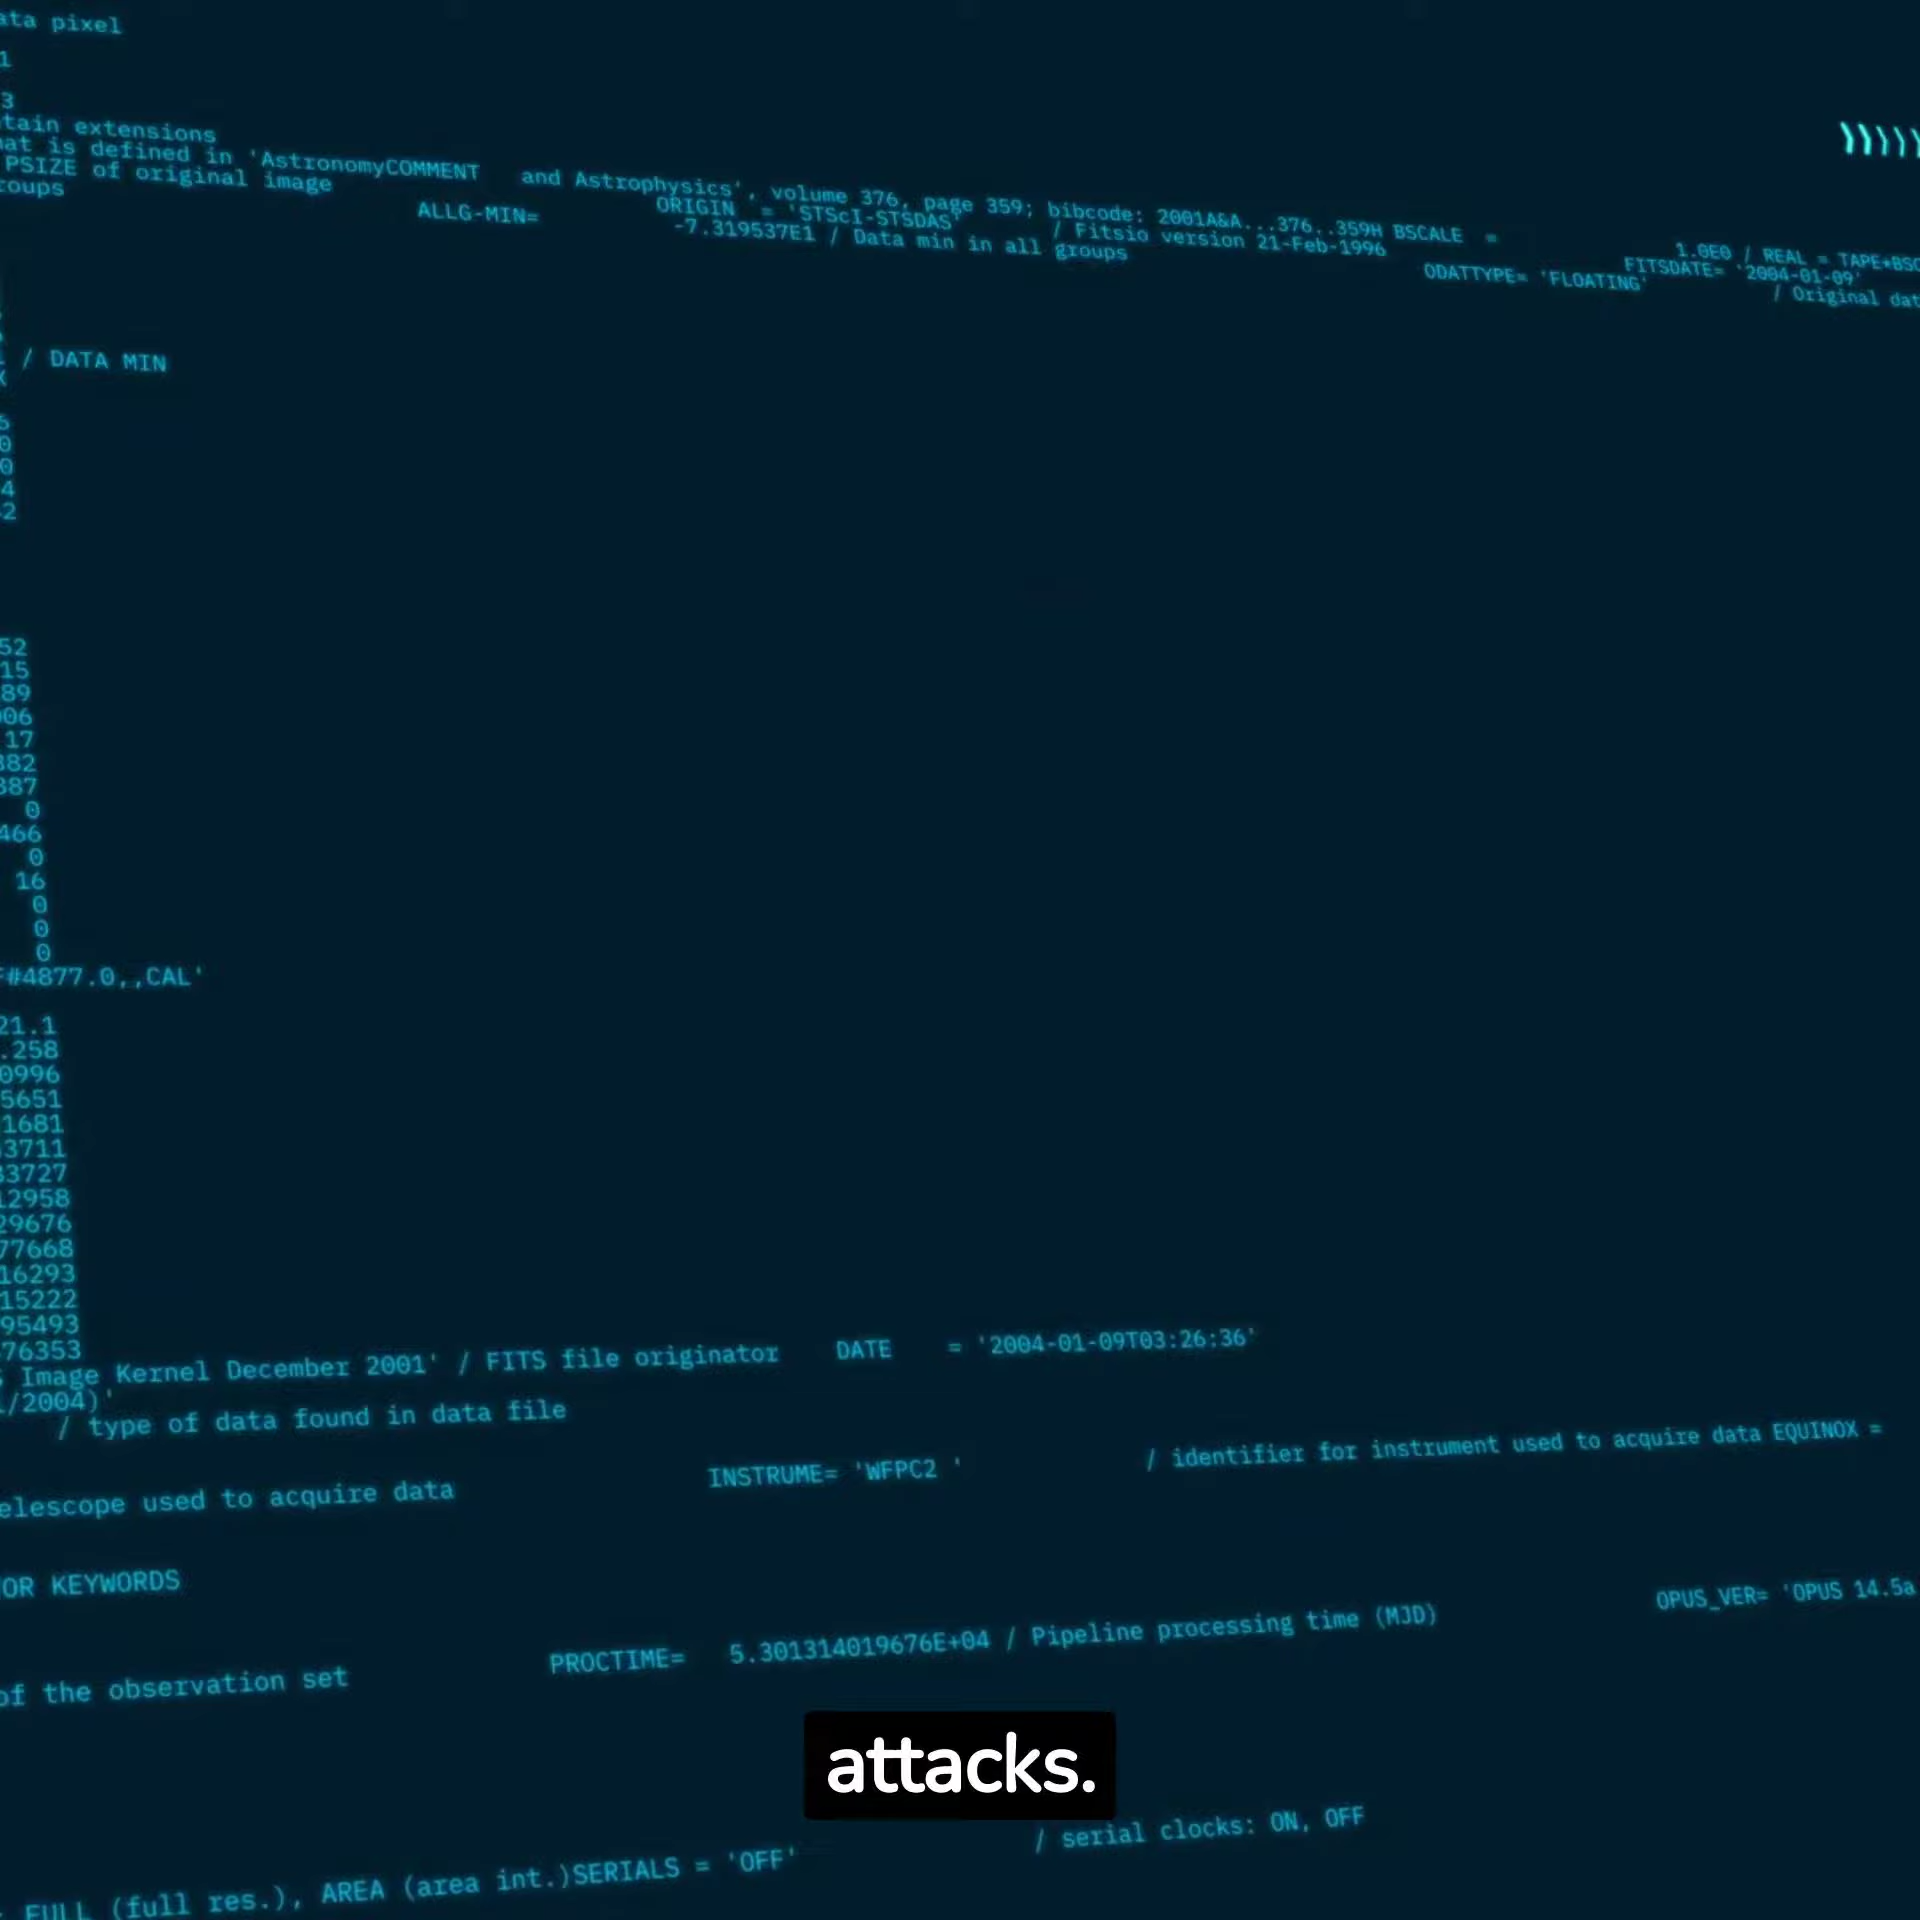 ata pixel
1
3
tain extensions
hat is defined in 'AstronomyCOMMENT and Astrophysics', volume 376, page 359; bibcode: 2001A&A...376..359H BSCALE =
1.0E0 / REAL = TAPE*BSC
PSIZE of original image
ORIGIN = 'STScI-STSDAS' / Fitsio version 21-Feb-1996
FITSDATE= '2004-01-09'
roups
ALLG-MIN= -7.319537E1 / Data min in all groups
ODATTYPE= 'FLOATING' / Original dat
/ DATA MIN
X
6
0
0
4
2
52
15
89
006
17
382
387
0
466
0
16
0
0
0
F#4877.0,,CAL'
21.1
.258
0996
5651
1681
3711
33727
12958
29676
77668
16293
15222
95493
76353
S Image Kernel December 2001' / FITS file originator DATE = '2004-01-09T03:26:36'
1/2004)'
/ type of data found in data file
elescope used to acquire data INSTRUME= 'WFPC2 ' / identifier for instrument used to acquire data EQUINOX =
OR KEYWORDS
of the observation set PROCTIME= 5.301314019676E+04 / Pipeline processing time (MJD) OPUS_VER= 'OPUS 14.5a
attacks.
FULL (full res.), AREA (area int.)SERIALS = 'OFF' / serial clocks: ON, OFF